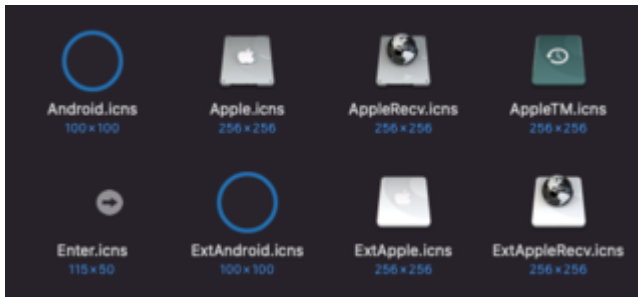 Android.icns
100×100
Apple.icns
256×256
AppleRecv.icns
256×256
AppleTM.icns
256×256
Enter.icns
115×50
ExtAndroid.icns
100×100
ExtApple.icns
256×256
ExtAppleRecv.icns
256×256